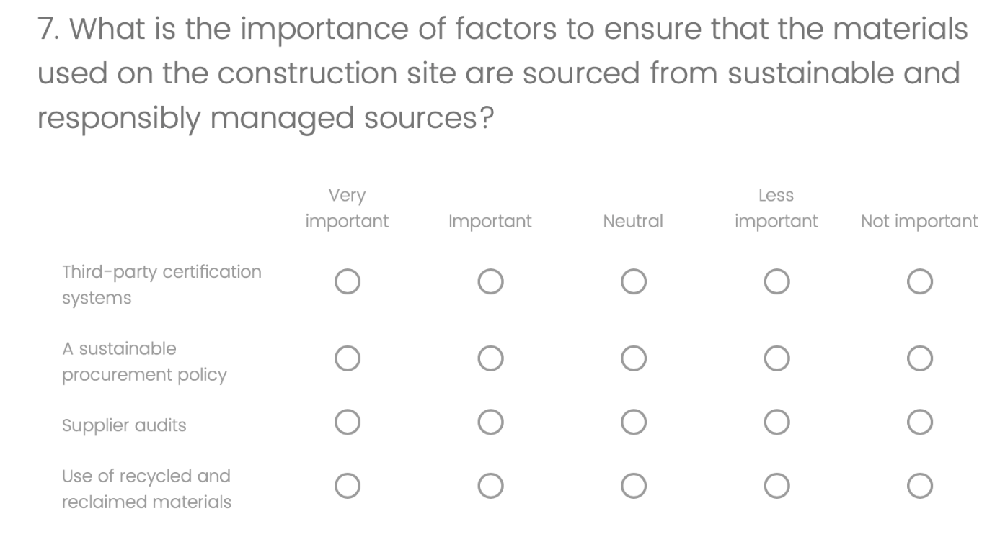 7. What is the importance of factors to ensure that the materials
used on the construction site are sourced from sustainable and
responsibly managed sources?
Very
important
Important
Neutral
Less
important
Not important
Third-party certification
systems
A sustainable
procurement policy
Supplier audits
Use of recycled and
reclaimed materials